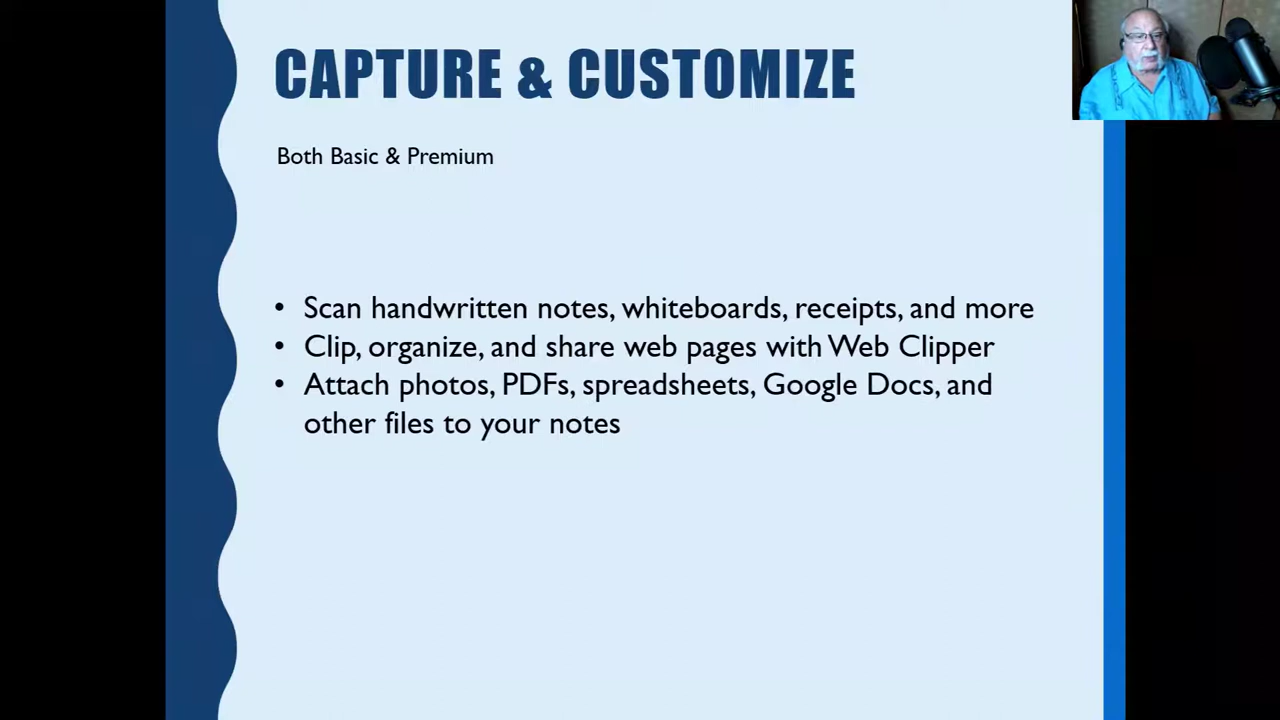 CAPTURE & CUSTOMIZE
Both Basic & Premium
• Scan handwritten notes, whiteboards, receipts, and more
• Clip, organize, and share web pages with Web Clipper
• Attach photos, PDFs, spreadsheets, Google Docs, and
other files to your notes